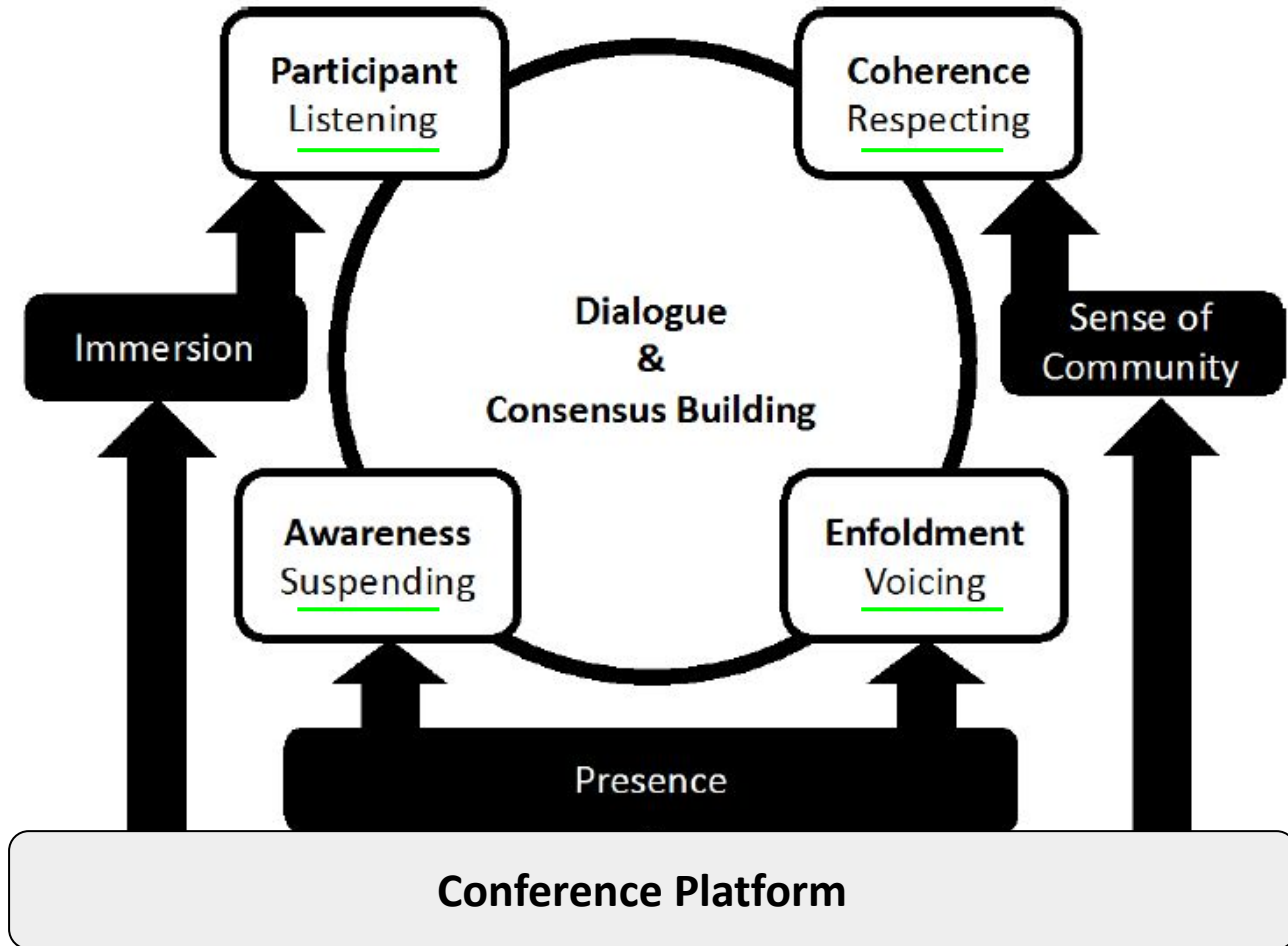 Participant
Listening
Coherence
Respecting
Immersion
Sense of
Community
Dialogue
&
Consensus Building
Awareness
Suspending
Enfoldment
Voicing
Presence
Conference Platform